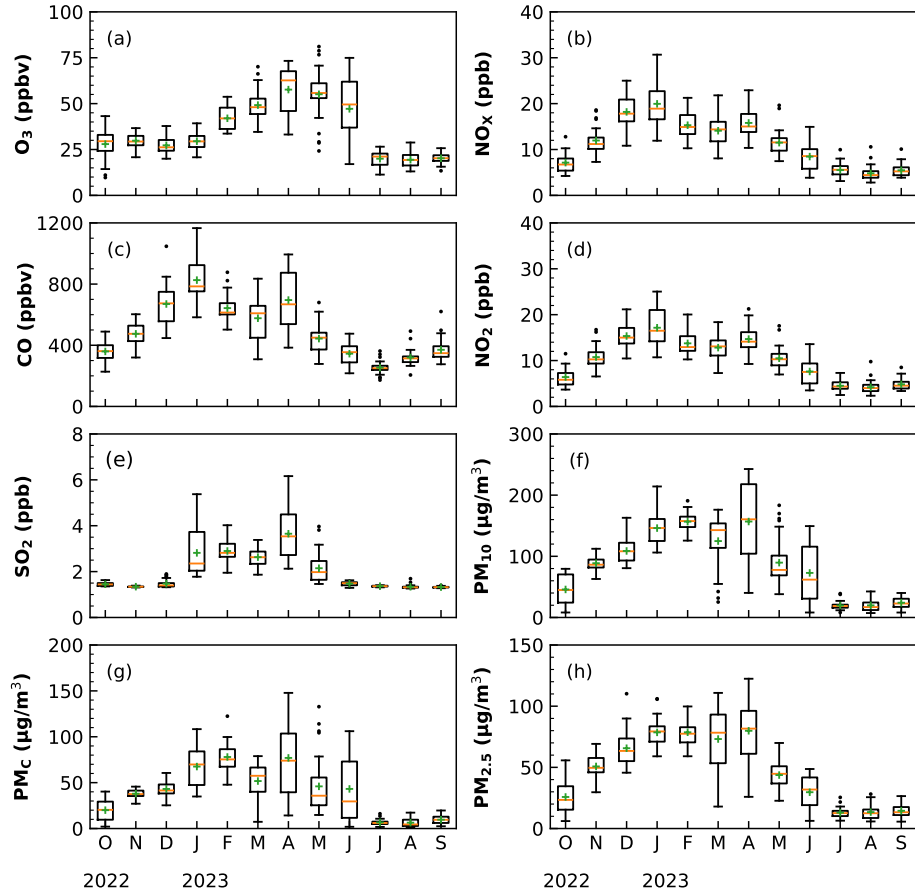 (a)
O3 (ppbv)
100
75
50
25
0
(b)
NOX (ppb)
40
30
20
10
0
(c)
CO (ppbv)
1200
800
400
0
(d)
NO2 (ppb)
40
30
20
10
0
(e)
SO2 (ppb)
8
6
4
2
0
(f)
PM10 (μg/m3)
300
200
100
0
(g)
PMC (μg/m3)
200
150
100
50
0
O N D J F M A M J J A S
2022 2023
(h)
PM2.5 (μg/m3)
150
100
50
0
O N D J F M A M J J A S
2022 2023